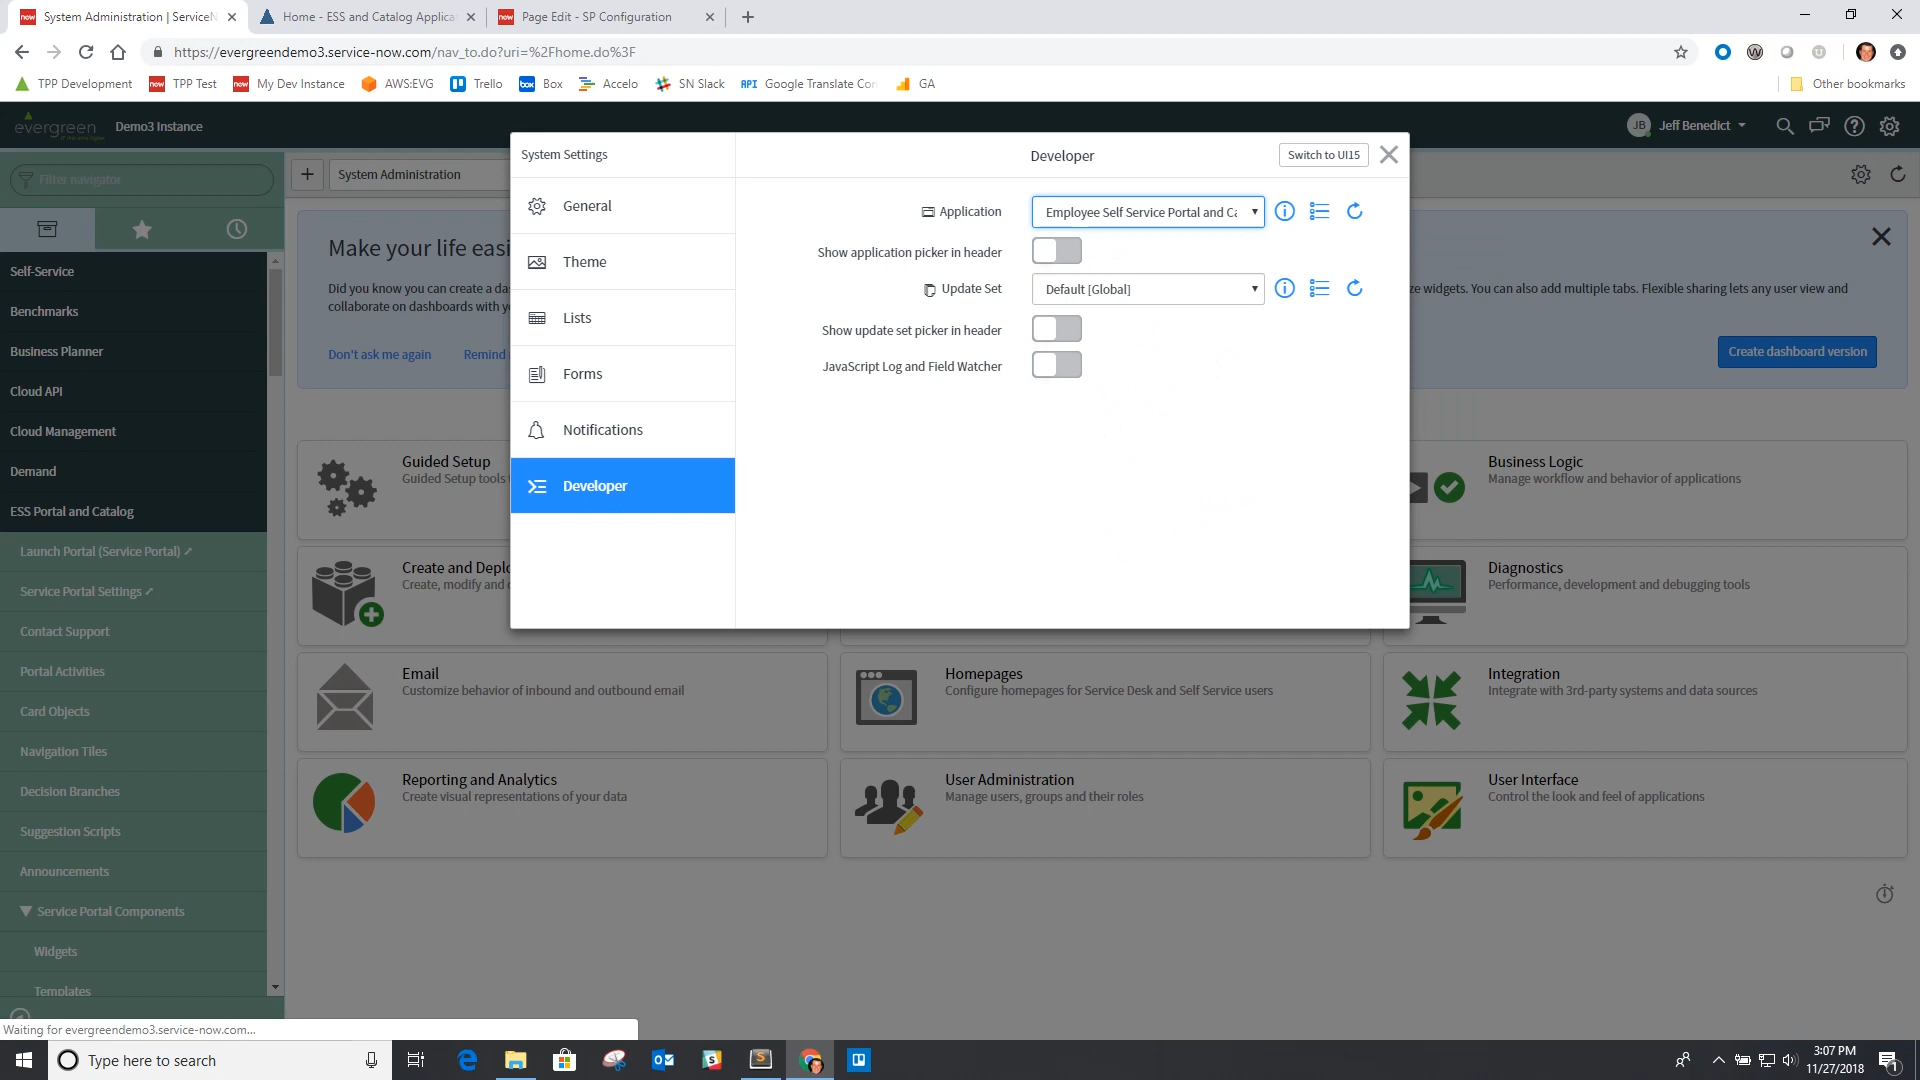 System Administration | ServiceN
Home - ESS and Catalog Applicat
Page Edit - SP Configuration
https://evergreendemo3.service-now.com/nav_to.do?uri=%2Fhome.do%3F
TPP Development
TPP Test
My Dev Instance
AWS:EVG
Trello
Box
Accelo
SN Slack
API Google Translate Con
GA
Other bookmarks
evergreen
Demo3 Instance
JB Jeff Benedict
Filter navigator
System Administration
Self-Service
Benchmarks
Business Planner
Cloud API
Cloud Management
Demand
ESS Portal and Catalog
Launch Portal (Service Portal)
Service Portal Settings
Contact Support
Portal Activities
Card Objects
Navigation Tiles
Decision Branches
Suggestion Scripts
Announcements
Service Portal Components
Widgets
Templates
Make your life easi
Did you know you can create a da
collaborate on dashboards with y
ze widgets. You can also add multiple tabs. Flexible sharing lets any user view and
Don't ask me again
Remind
Create dashboard version
System Settings
General
Theme
Lists
Forms
Notifications
Developer
Developer
Switch to UI15
Application
Employee Self Service Portal and Ca
Show application picker in header
Update Set
Default [Global]
Show update set picker in header
JavaScript Log and Field Watcher
Guided Setup
Guided Setup tools
Business Logic
Manage workflow and behavior of applications
Create and Deplo
Create, modify and
Diagnostics
Performance, development and debugging tools
Email
Customize behavior of inbound and outbound email
Homepages
Configure homepages for Service Desk and Self Service users
Integration
Integrate with 3rd-party systems and data sources
Reporting and Analytics
Create visual representations of your data
User Administration
Manage users, groups and their roles
User Interface
Control the look and feel of applications
Waiting for evergreendemo3.service-now.com...
Type here to search
3:07 PM
11/27/2018